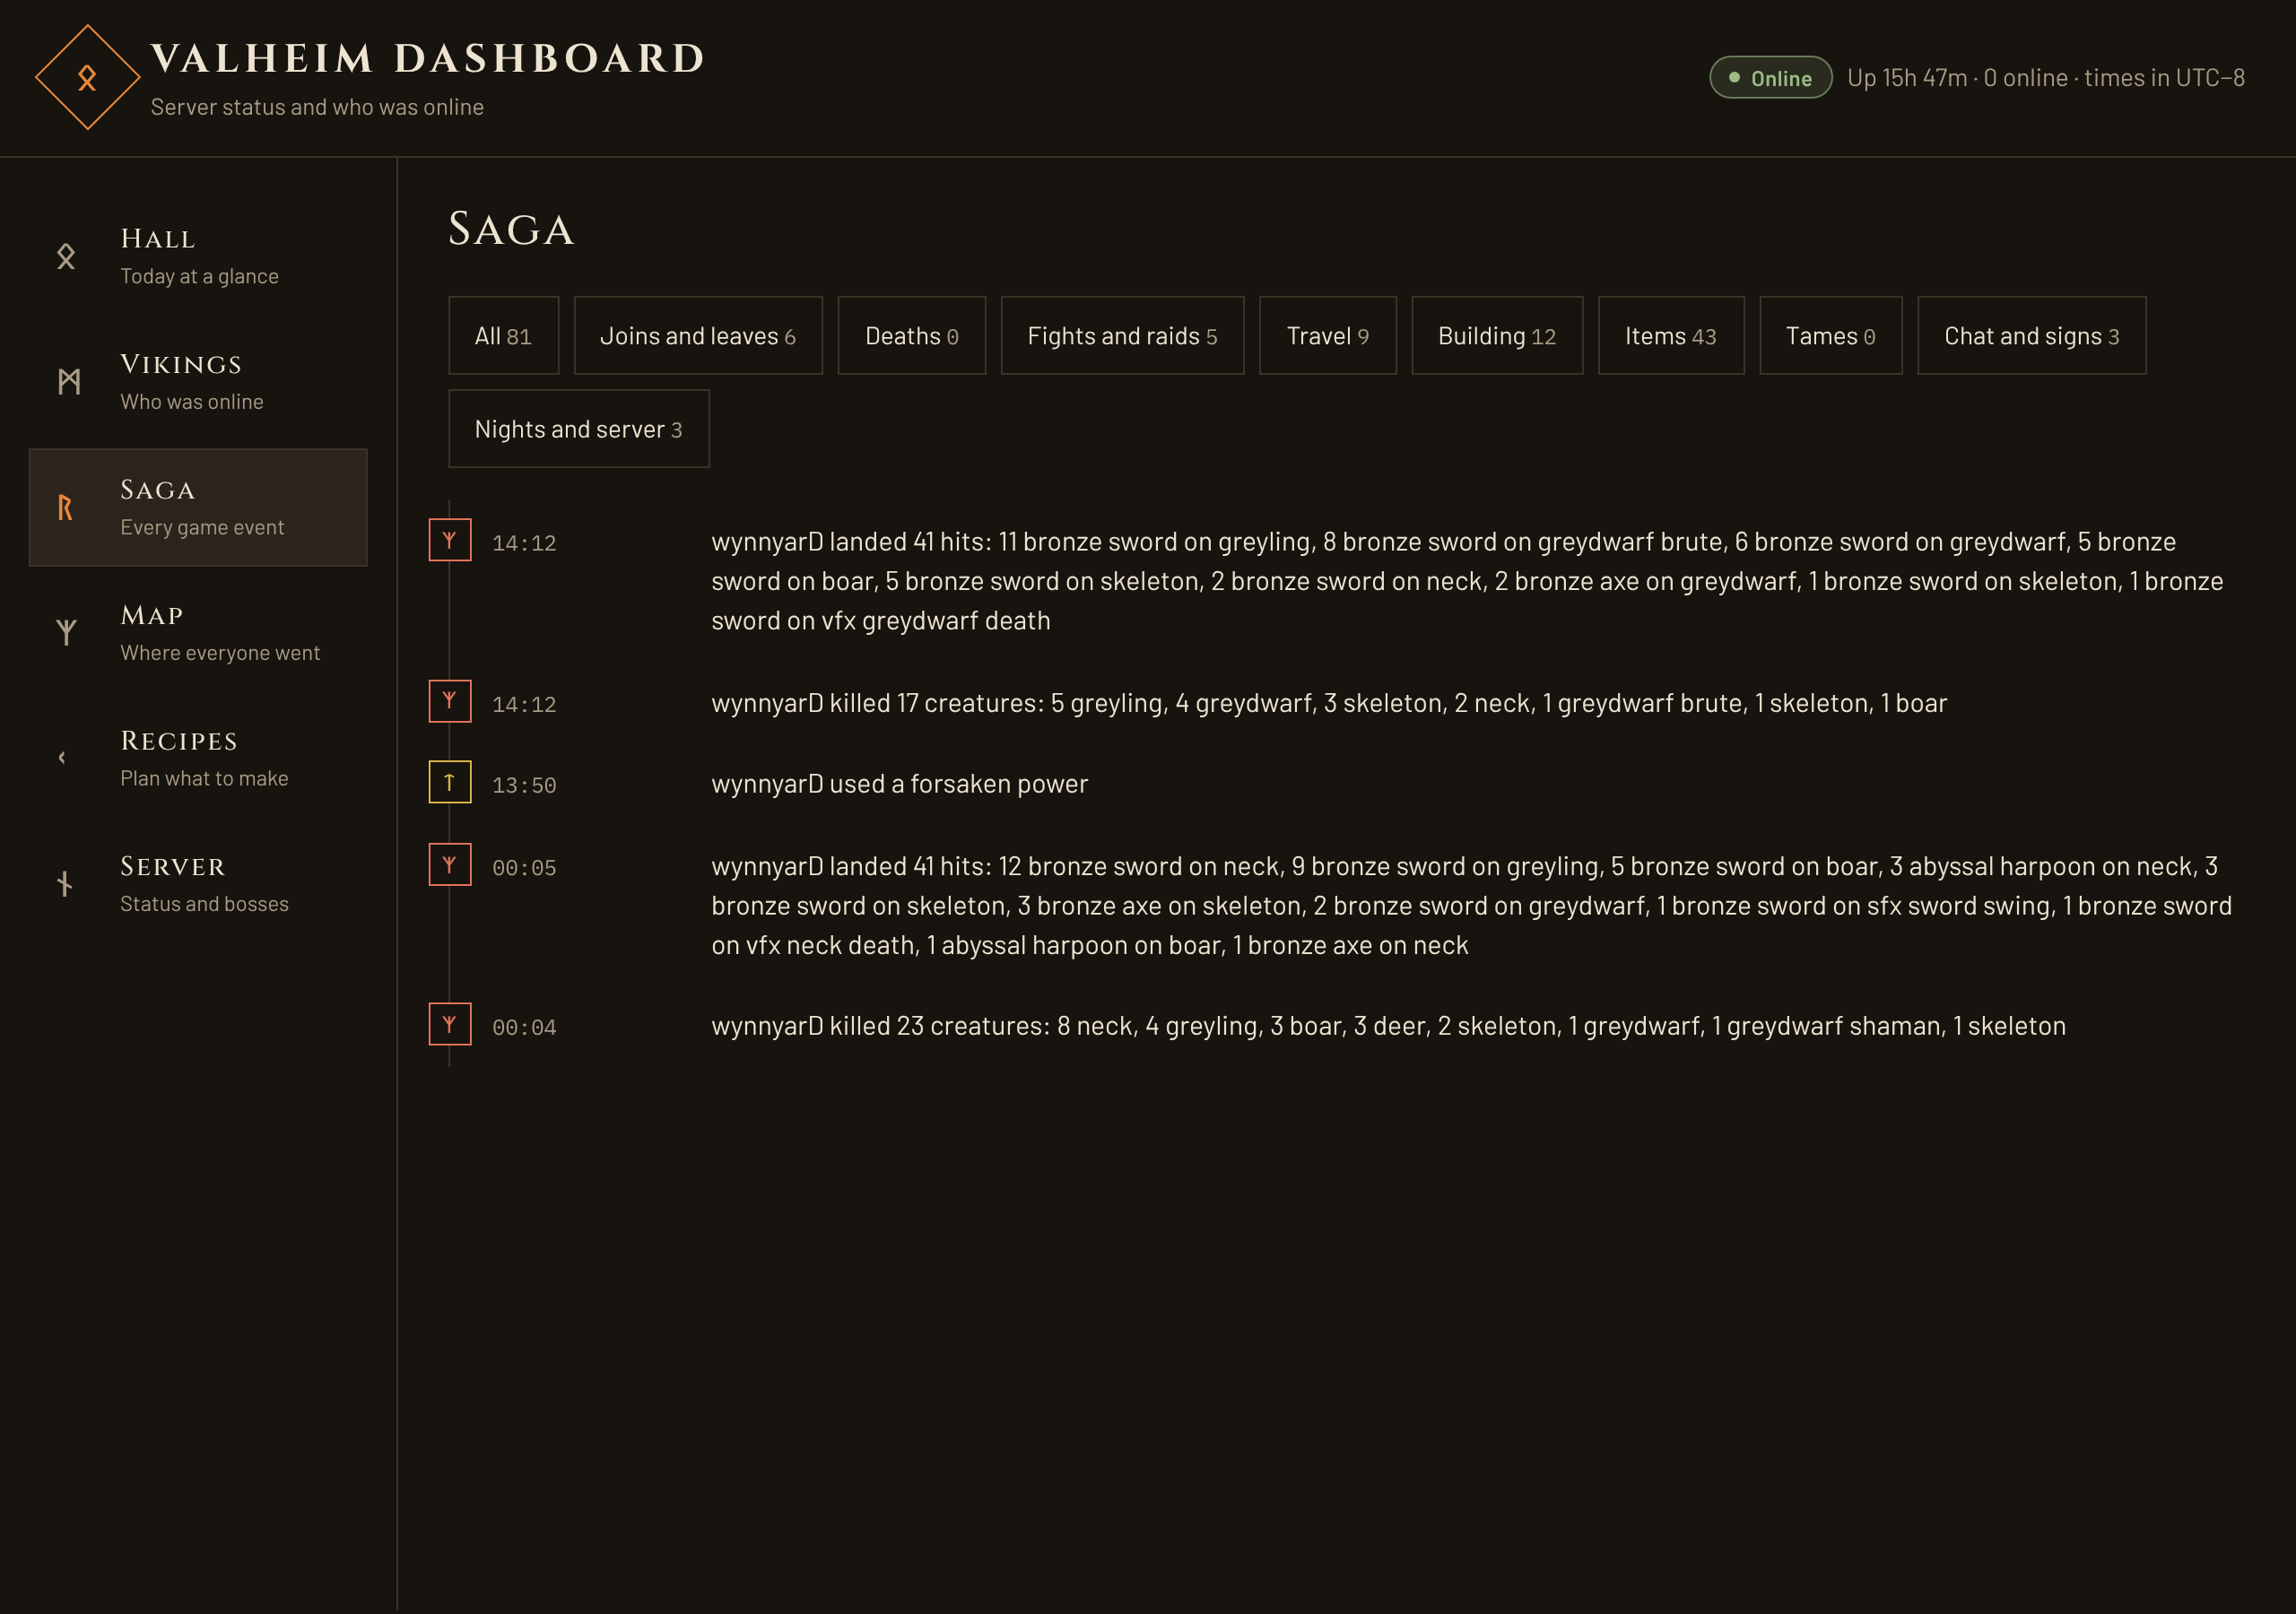 ᛟ
VALHEIM DASHBOARD
Server status and who was online
Online
Up 15h 47m · 0 online · times in UTC−8
ᛟ
HALL
Today at a glance
ᛗ
VIKINGS
Who was online
ᚱ
SAGA
Every game event
ᛉ
MAP
Where everyone went
ᚲ
RECIPES
Plan what to make
ᚾ
SERVER
Status and bosses
SAGA
All 81
Joins and leaves 6
Deaths 0
Fights and raids 5
Travel 9
Building 12
Items 43
Tames 0
Chat and signs 3
Nights and server 3
ᛉ 14:12 wynnyarD landed 41 hits: 11 bronze sword on greyling, 8 bronze sword on greydwarf brute, 6 bronze sword on greydwarf, 5 bronze
sword on boar, 5 bronze sword on skeleton, 2 bronze sword on neck, 2 bronze axe on greydwarf, 1 bronze sword on skeleton, 1 bronze
sword on vfx greydwarf death
ᛉ 14:12 wynnyarD killed 17 creatures: 5 greyling, 4 greydwarf, 3 skeleton, 2 neck, 1 greydwarf brute, 1 skeleton, 1 boar
ᛏ 13:50 wynnyarD used a forsaken power
ᛉ 00:05 wynnyarD landed 41 hits: 12 bronze sword on neck, 9 bronze sword on greyling, 5 bronze sword on boar, 3 abyssal harpoon on neck, 3
bronze sword on skeleton, 3 bronze axe on skeleton, 2 bronze sword on greydwarf, 1 bronze sword on sfx sword swing, 1 bronze sword
on vfx neck death, 1 abyssal harpoon on boar, 1 bronze axe on neck
ᛉ 00:04 wynnyarD killed 23 creatures: 8 neck, 4 greyling, 3 boar, 3 deer, 2 skeleton, 1 greydwarf, 1 greydwarf shaman, 1 skeleton